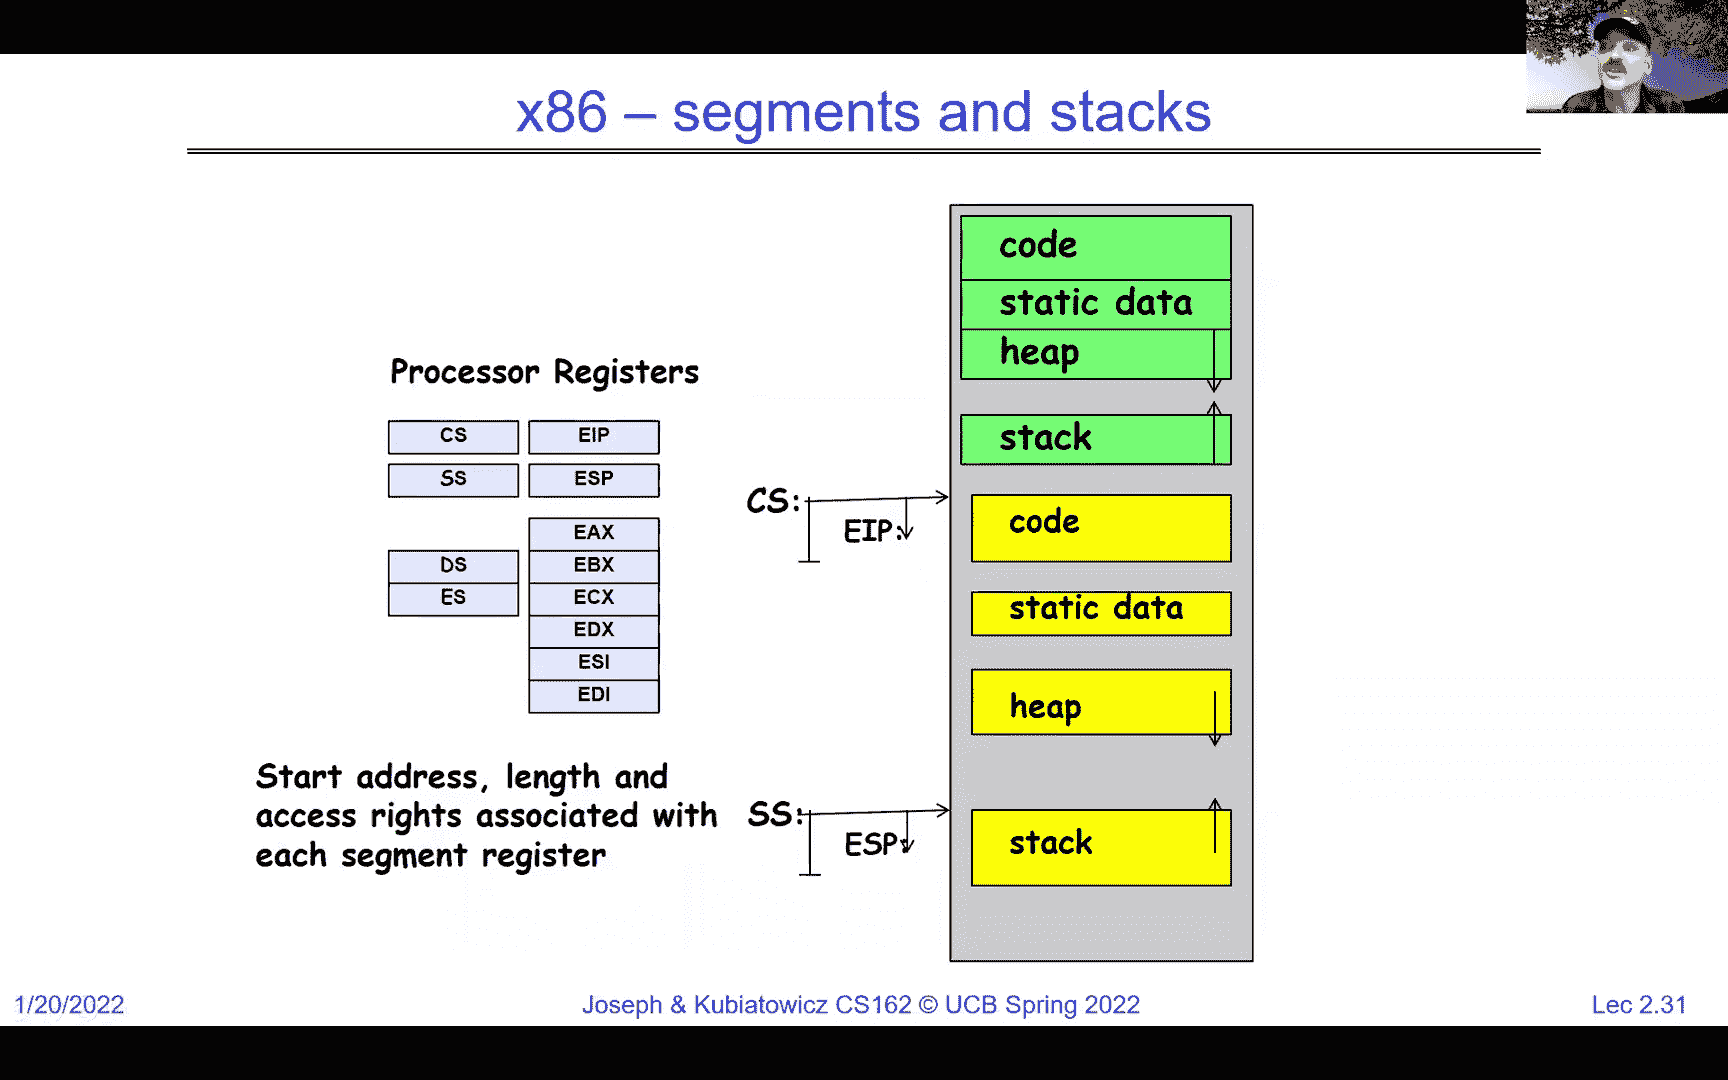 x86 – segments and stacks
Processor Registers
CS
EIP
SS
ESP
EAX
DS
EBX
ES
ECX
EDX
ESI
EDI
Start address, length and
access rights associated with
each segment register
code
static data
heap
stack
CS:
EIP:
code
static data
heap
SS:
ESP:
stack
1/20/2022
Joseph & Kubiatowicz CS162 © UCB Spring 2022
Lec 2.31